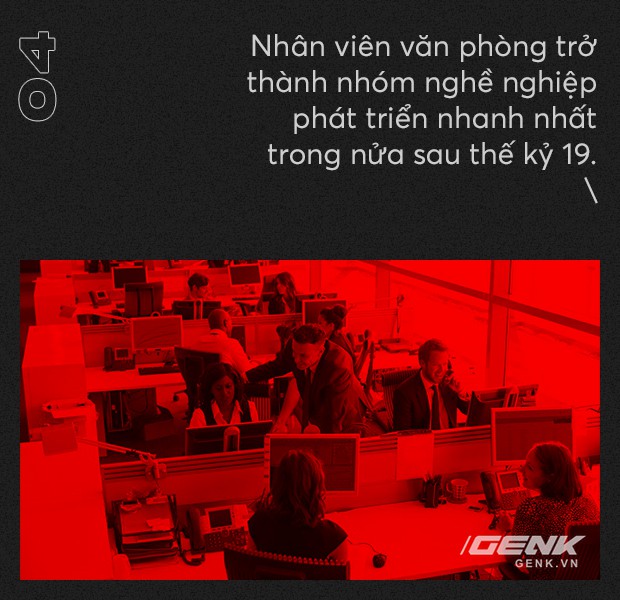 04
Nhân viên văn phòng trở
thành nhóm nghề nghiệp
phát triển nhanh nhất
trong nửa sau thế kỷ 19.
\
/GENK
GENK.VN